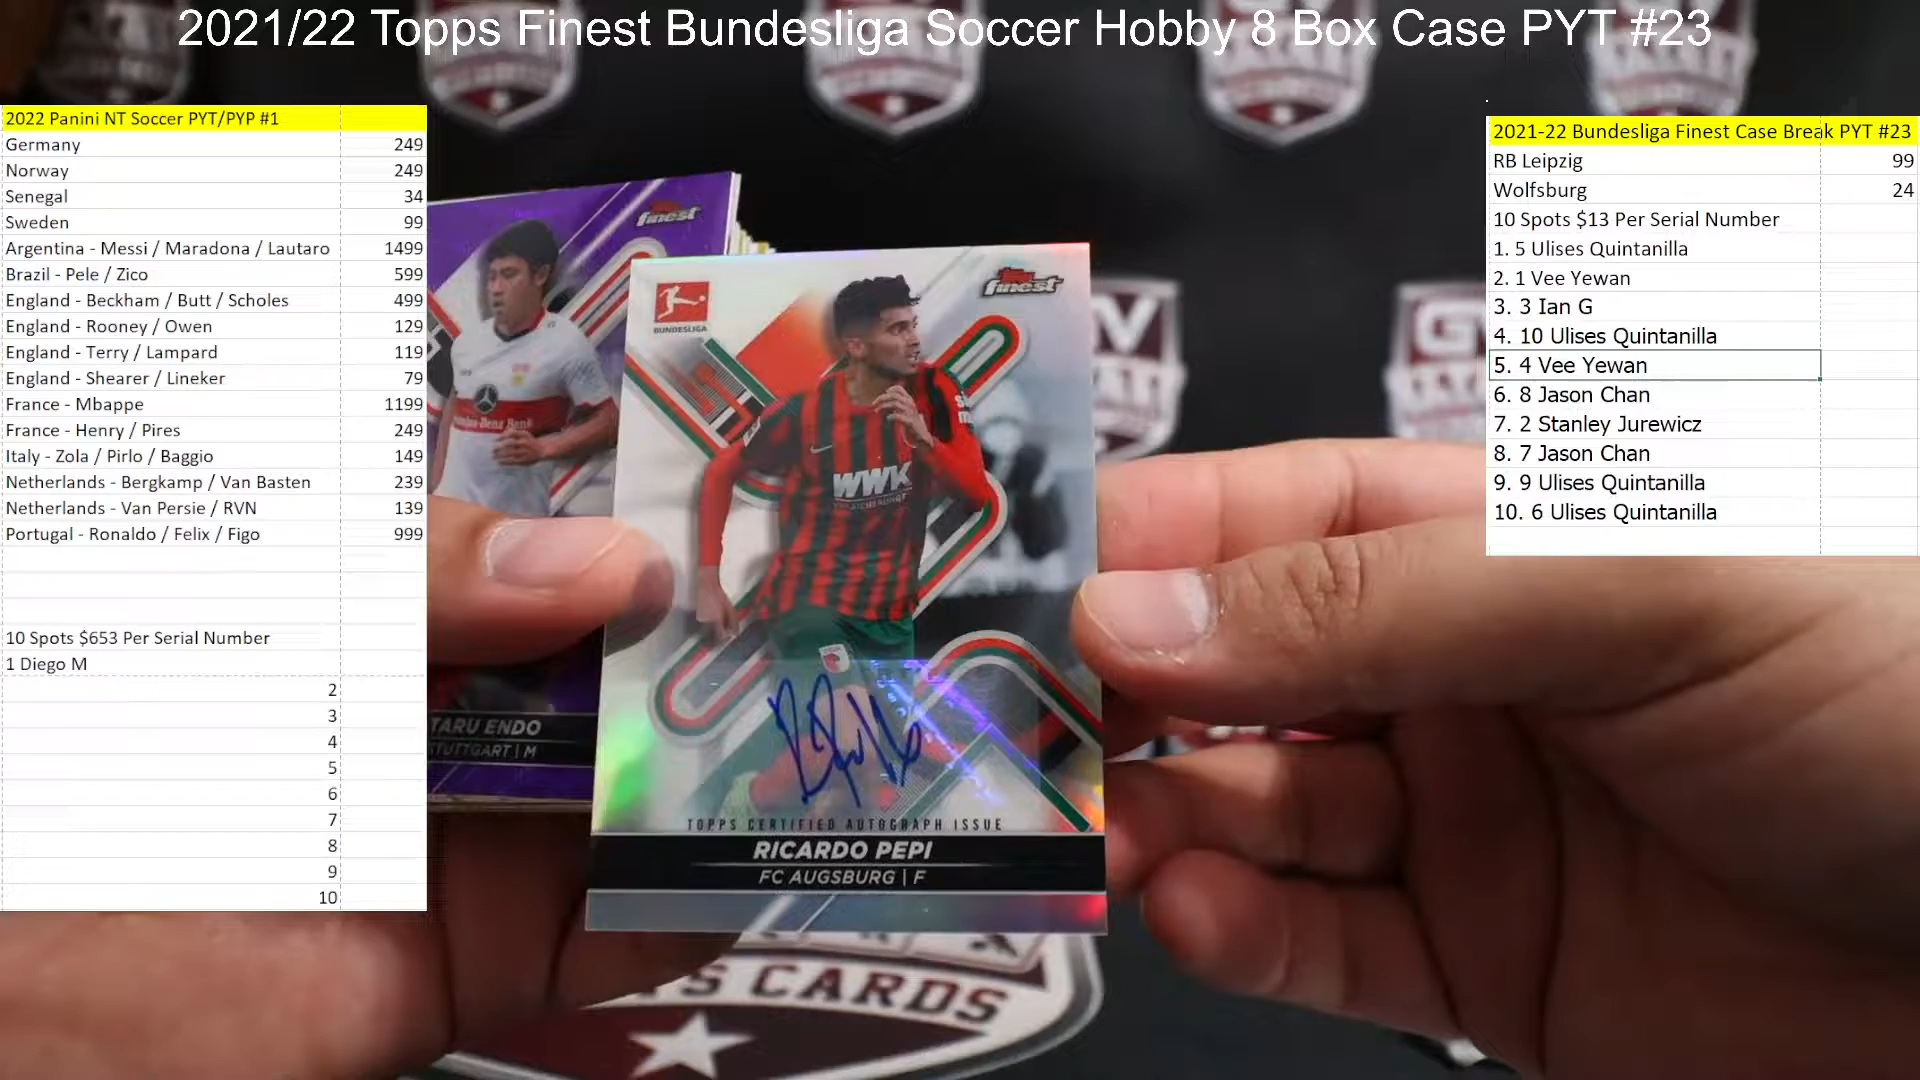 2021/22 Topps Finest Bundesliga Soccer Hobby 8 Box Case PYT #23
2022 Panini NT Soccer PYT/PYP #1
Germany 249
Norway 249
Senegal 34
Sweden 99
Argentina - Messi / Maradona / Lautaro 1499
Brazil - Pele / Zico 599
England - Beckham / Butt / Scholes 499
England - Rooney / Owen 129
England - Terry / Lampard 119
England - Shearer / Lineker 79
France - Mbappe 1199
France - Henry / Pires 249
Italy - Zola / Pirlo / Baggio 149
Netherlands - Bergkamp / Van Basten 239
Netherlands - Van Persie / RVN 139
Portugal - Ronaldo / Felix / Figo 999
10 Spots $653 Per Serial Number
1 Diego M
2
3
4
5
6
7
8
9
10
2021-22 Bundesliga Finest Case Break PYT #23
RB Leipzig 99
Wolfsburg 24
10 Spots $13 Per Serial Number
1. 5 Ulises Quintanilla
2. 1 Vee Yewan
3. 3 Ian G
4. 10 Ulises Quintanilla
5. 4 Vee Yewan
6. 8 Jason Chan
7. 2 Stanley Jurewicz
8. 7 Jason Chan
9. 9 Ulises Quintanilla
10. 6 Ulises Quintanilla
finest
TARU ENDO
STUTTGART | M
BUNDESLIGA
Topps
finest
WWK
TOPPS CERTIFIED AUTOGRAPH ISSUE
RICARDO PEPI
FC AUGSBURG | F
CARDS